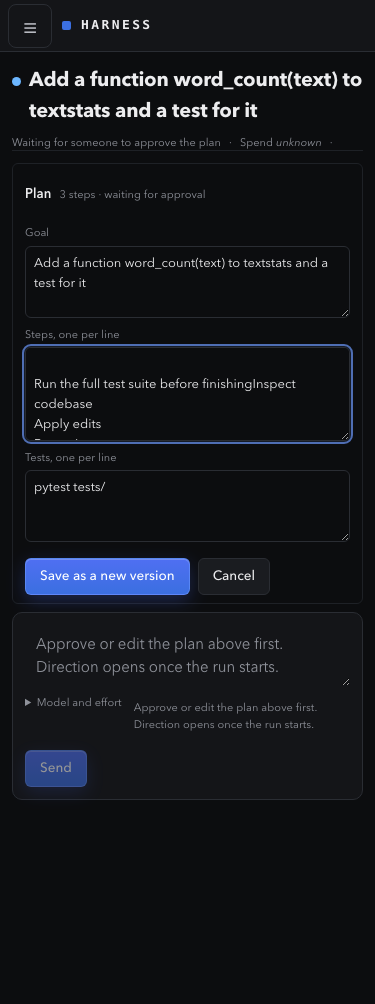 HARNESS
Add a function word_count(text) to
textstats and a test for it
Waiting for someone to approve the plan · Spend unknown ·
Plan 3 steps · waiting for approval
Goal
Add a function word_count(text) to textstats and a
test for it
Steps, one per line
Run the full test suite before finishingInspect
codebase
Apply edits
Tests, one per line
pytest tests/
Save as a new version Cancel
Approve or edit the plan above first.
Direction opens once the run starts.
Model and effort
Approve or edit the plan above first.
Direction opens once the run starts.
Send